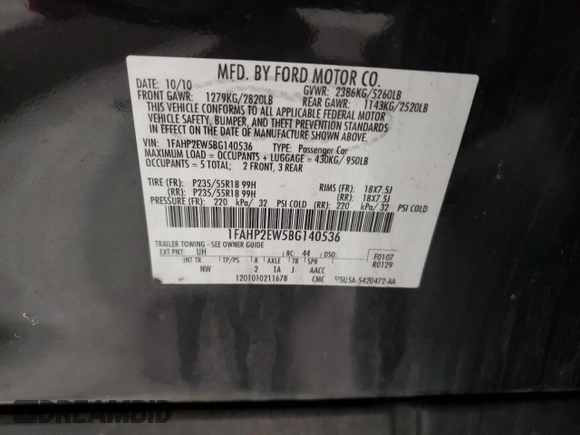 MFD. BY FORD MOTOR CO.
DATE: 10/10 GVWR: 2386KG/5260LB
FRONT GAWR: 1279KG/2820LB REAR GAWR: 1143KG/2520LB
THIS VEHICLE CONFORMS TO ALL APPLICABLE FEDERAL MOTOR
VEHICLE SAFETY, BUMPER, AND THEFT PREVENTION STANDARDS
IN EFFECT ON THE DATE OF MANUFACTURE SHOWN ABOVE.
VIN: 1FAHP2EW5BG140536 TYPE: Passenger Car
MAXIMUM LOAD = OCCUPANTS + LUGGAGE = 430KG/950LB
OCCUPANTS = 5 TOTAL; 2 FRONT, 3 REAR
TIRE (FR): P235/55R18 99H RIMS (FR): 18X7.5J
(RR): P235/55R18 99H (RR): 18X7.5J
PRESSURE (FR): 220 kPa/ 32 PSI COLD (RR): 220 kPa/ 32 PSI COLD
1FAHP2EW5BG140536
TRAILER TOWING - SEE OWNER GUIDE
EXT PNT: UH RC: 44 DSO: F0107
R0129
INT TR TP/PS R AXLE TR SPR
NW 2 1A J AACC
1201010211678 CMC 5U5A-5420472-AA
DREAMBID